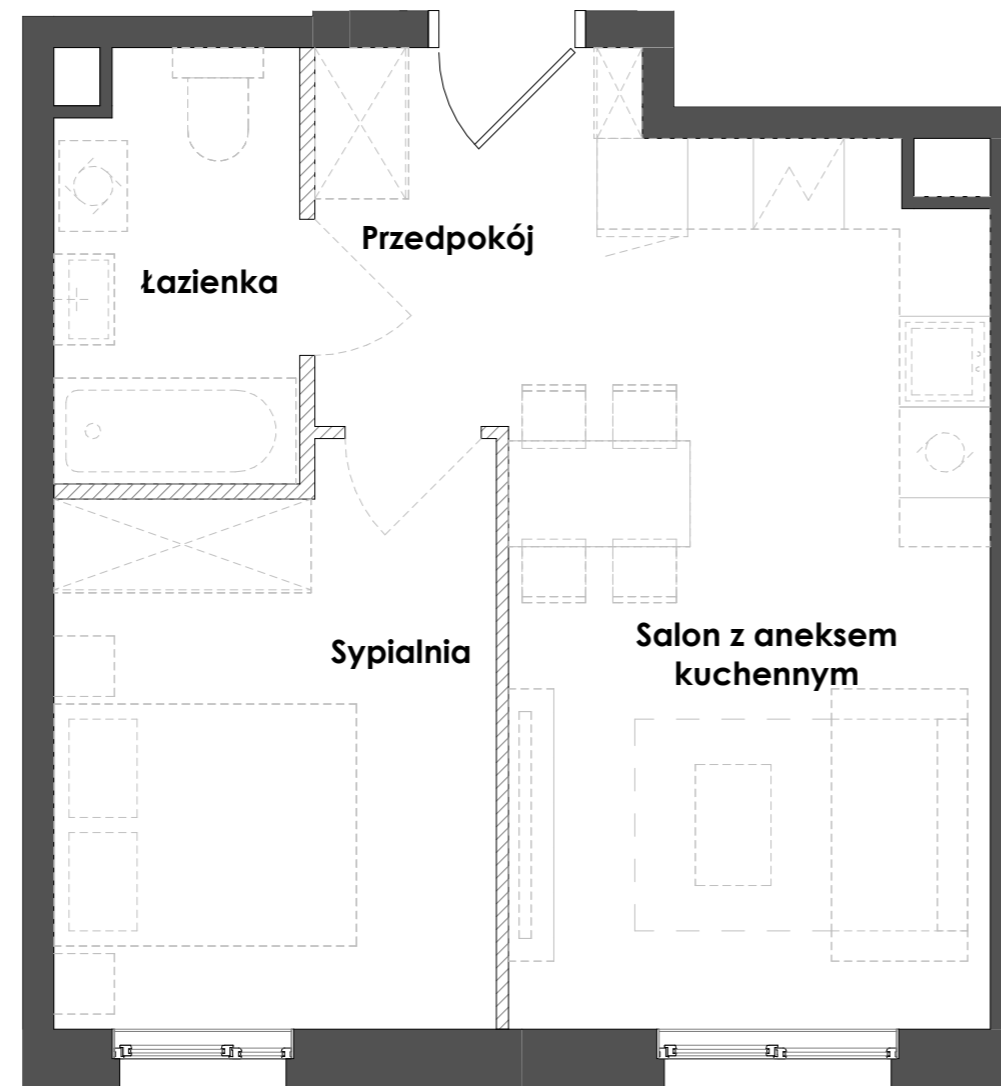 Przedpokój
Łazienka
Salon z aneksem
kuchennym
Sypialnia